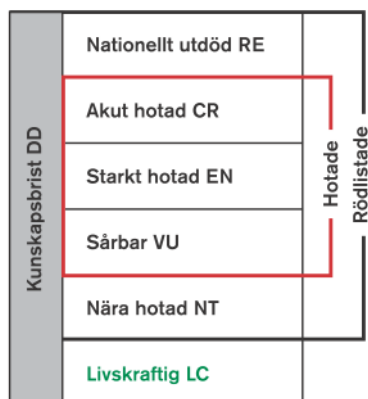 Kunskapsbrist DD
Nationellt utdöd RE
Akut hotad CR
Starkt hotad EN
Sårbar VU
Nära hotad NT
Livskraftig LC
Hotade
Rödlistade